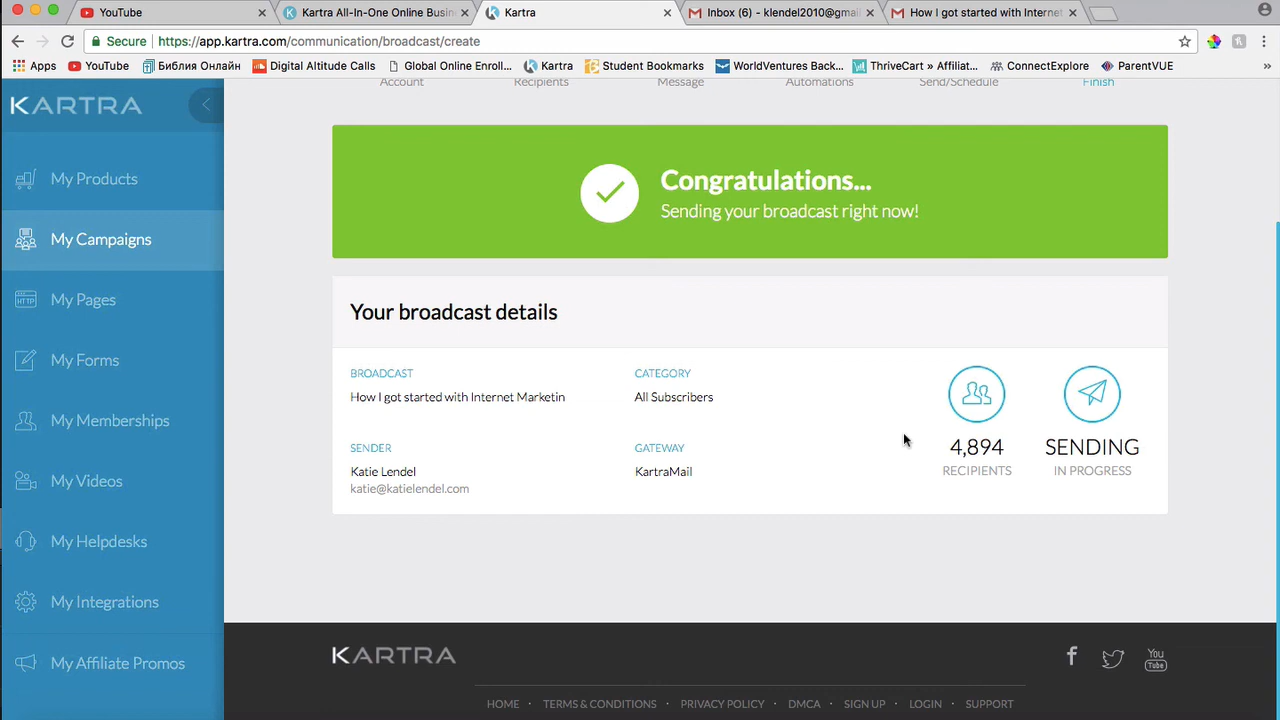 YouTube
Kartra All-In-One Online Busin
Kartra
Inbox (6) - klendel2010@gmai
How I got started with Internet
Secure
https://app.kartra.com/communication/broadcast/create
Apps
YouTube
Библия Онлайн
Digital Altitude Calls
Global Online Enroll...
Kartra
Student Bookmarks
WorldVentures Back...
ThriveCart » Affiliat...
ConnectExplore
ParentVUE
»
KARTRA
Account
Recipients
Message
Automations
Send/Schedule
Finish
My Products
My Campaigns
HTTP
My Pages
My Forms
My Memberships
My Videos
My Helpdesks
My Integrations
My Affiliate Promos
Congratulations...
Sending your broadcast right now!
Your broadcast details
BROADCAST
How I got started with Internet Marketin
CATEGORY
All Subscribers
SENDER
Katie Lendel
katie@katielendel.com
GATEWAY
KartraMail
4,894
RECIPIENTS
SENDING
IN PROGRESS
KARTRA
You
Tube
HOME · TERMS & CONDITIONS · PRIVACY POLICY · DMCA · SIGN UP · LOGIN · SUPPORT